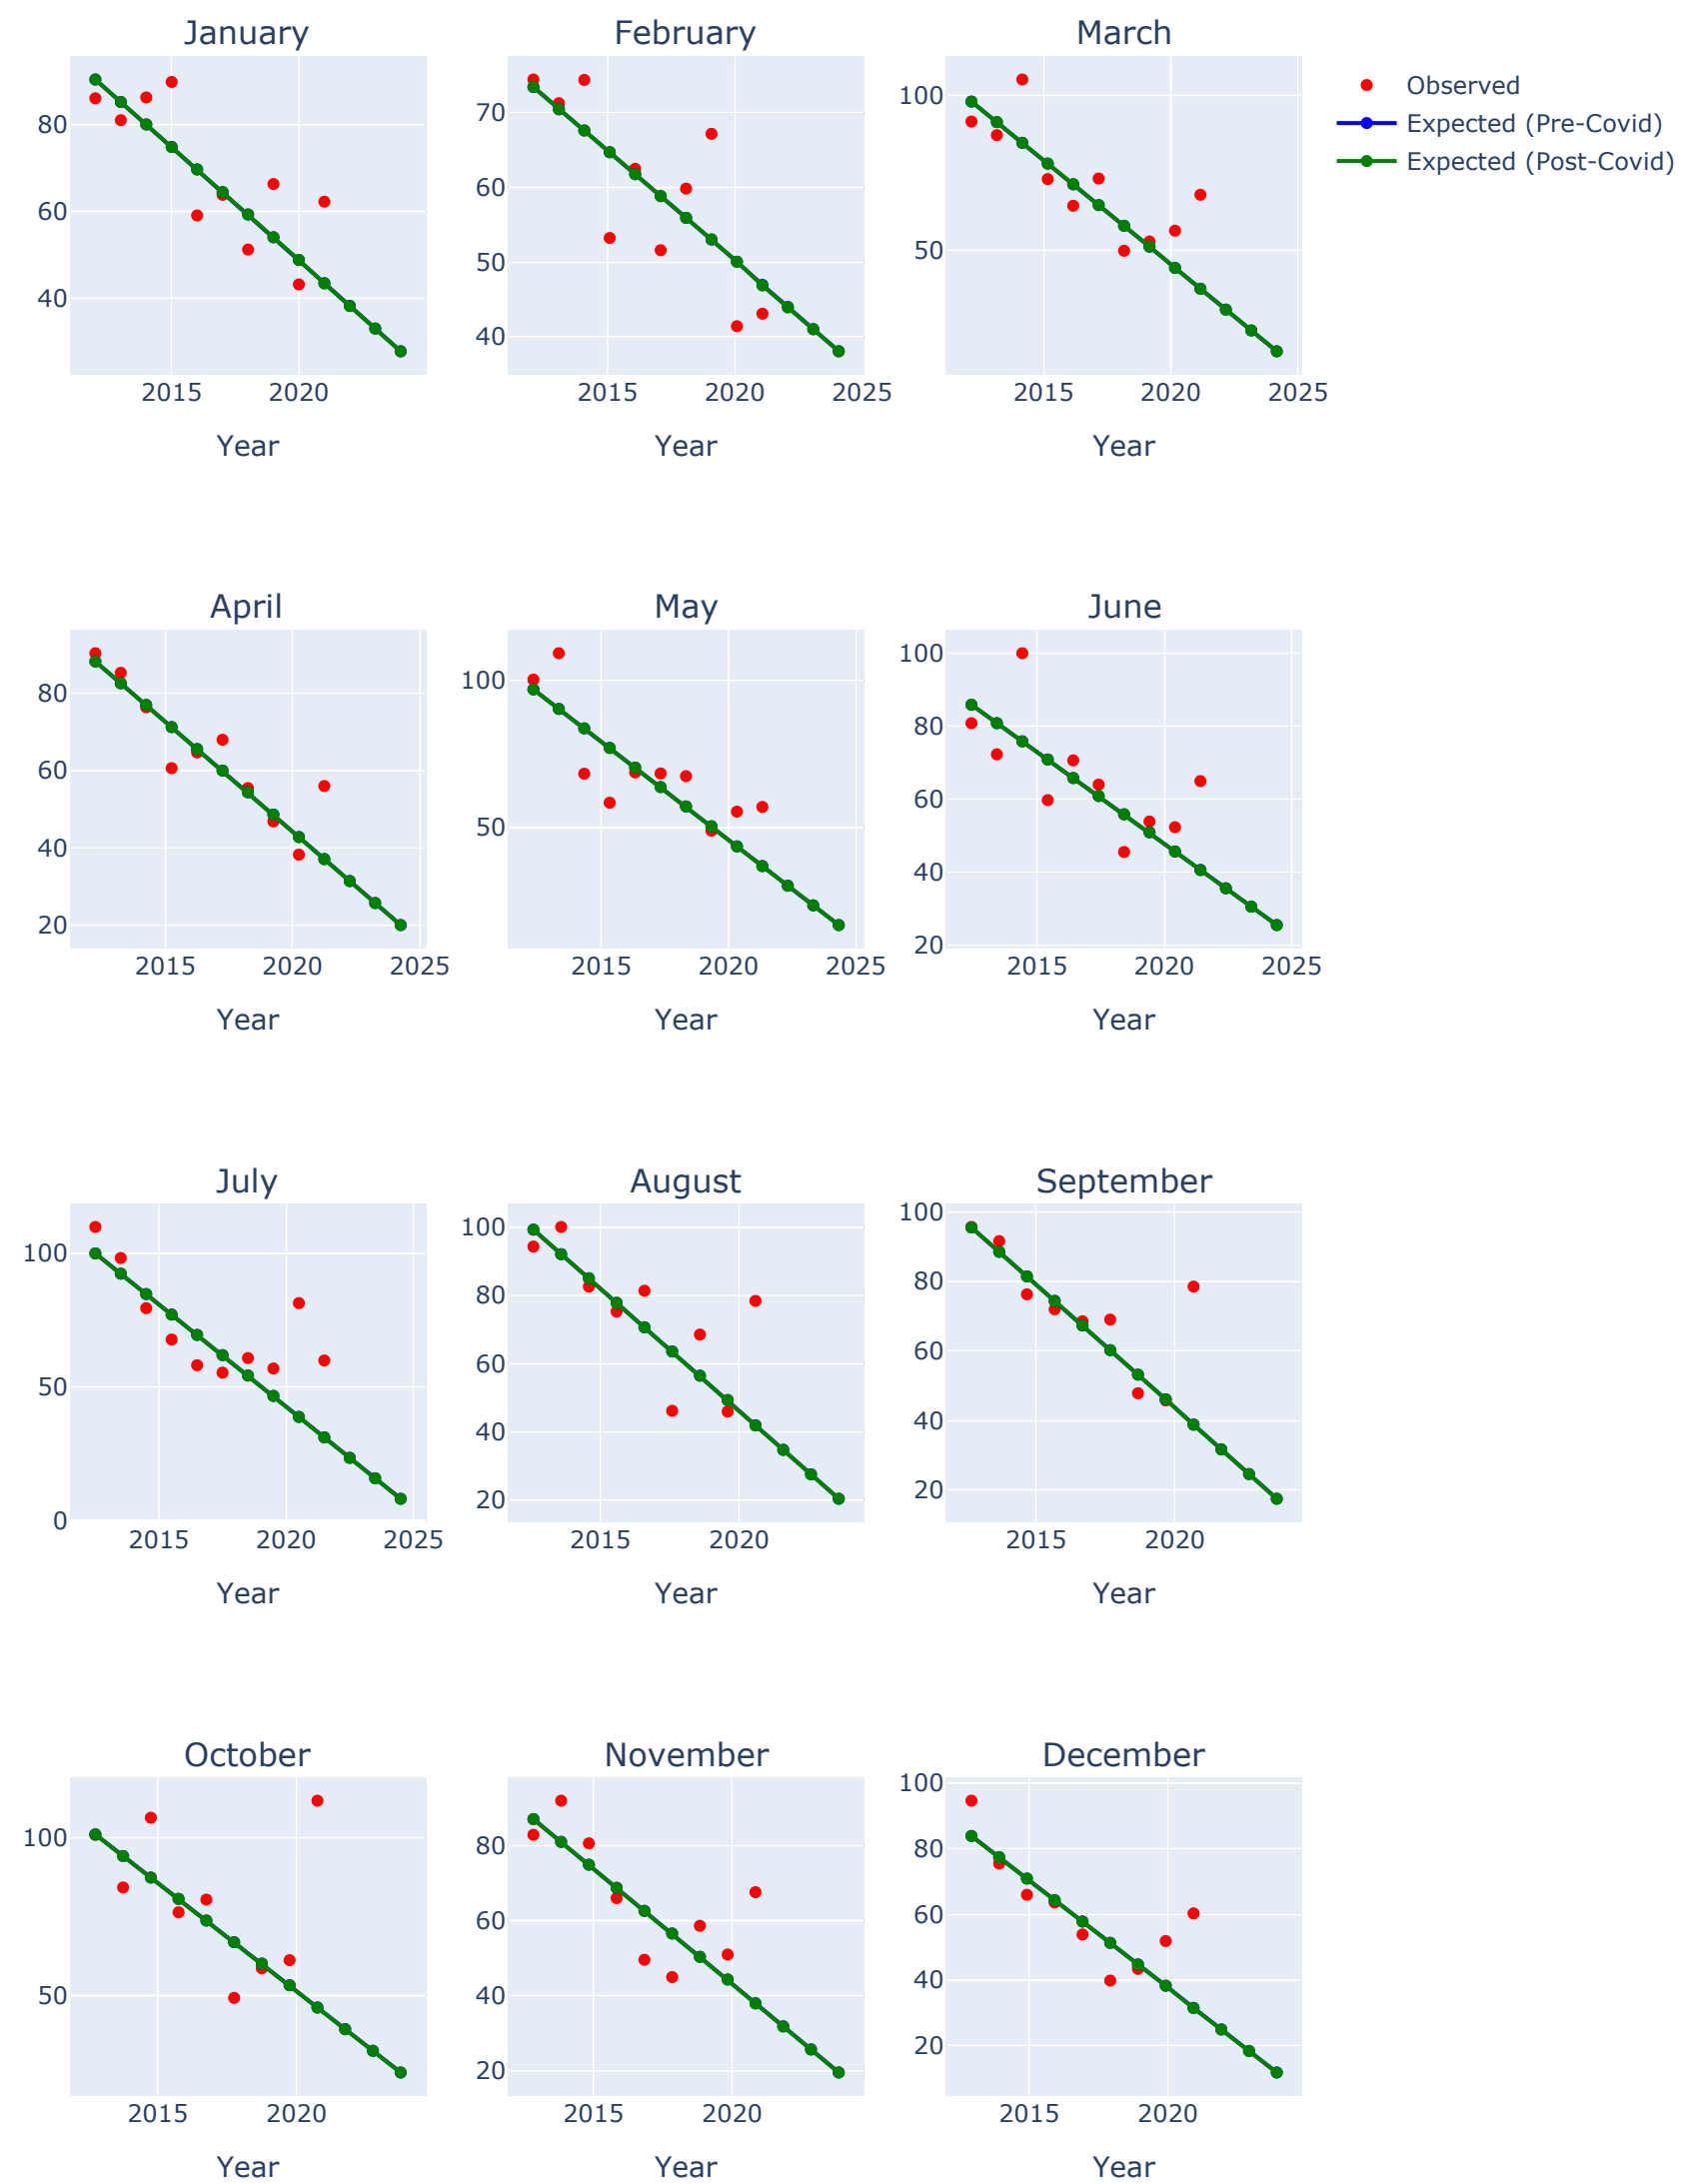 January
February
March
Observed
Expected (Pre-Covid)
Expected (Post-Covid)
80
60
40
70
60
50
40
100
50
2015 2020
2015 2020 2025
2015 2020 2025
Year
Year
Year
April
May
June
80
60
40
20
100
50
100
80
60
40
20
2015 2020 2025
2015 2020 2025
2015 2020 2025
Year
Year
Year
July
August
September
100
50
0
100
80
60
40
20
100
80
60
40
20
2015 2020 2025
2015 2020
2015 2020
Year
Year
Year
October
November
December
100
50
80
60
40
20
100
80
60
40
20
2015 2020
2015 2020
2015 2020
Year
Year
Year